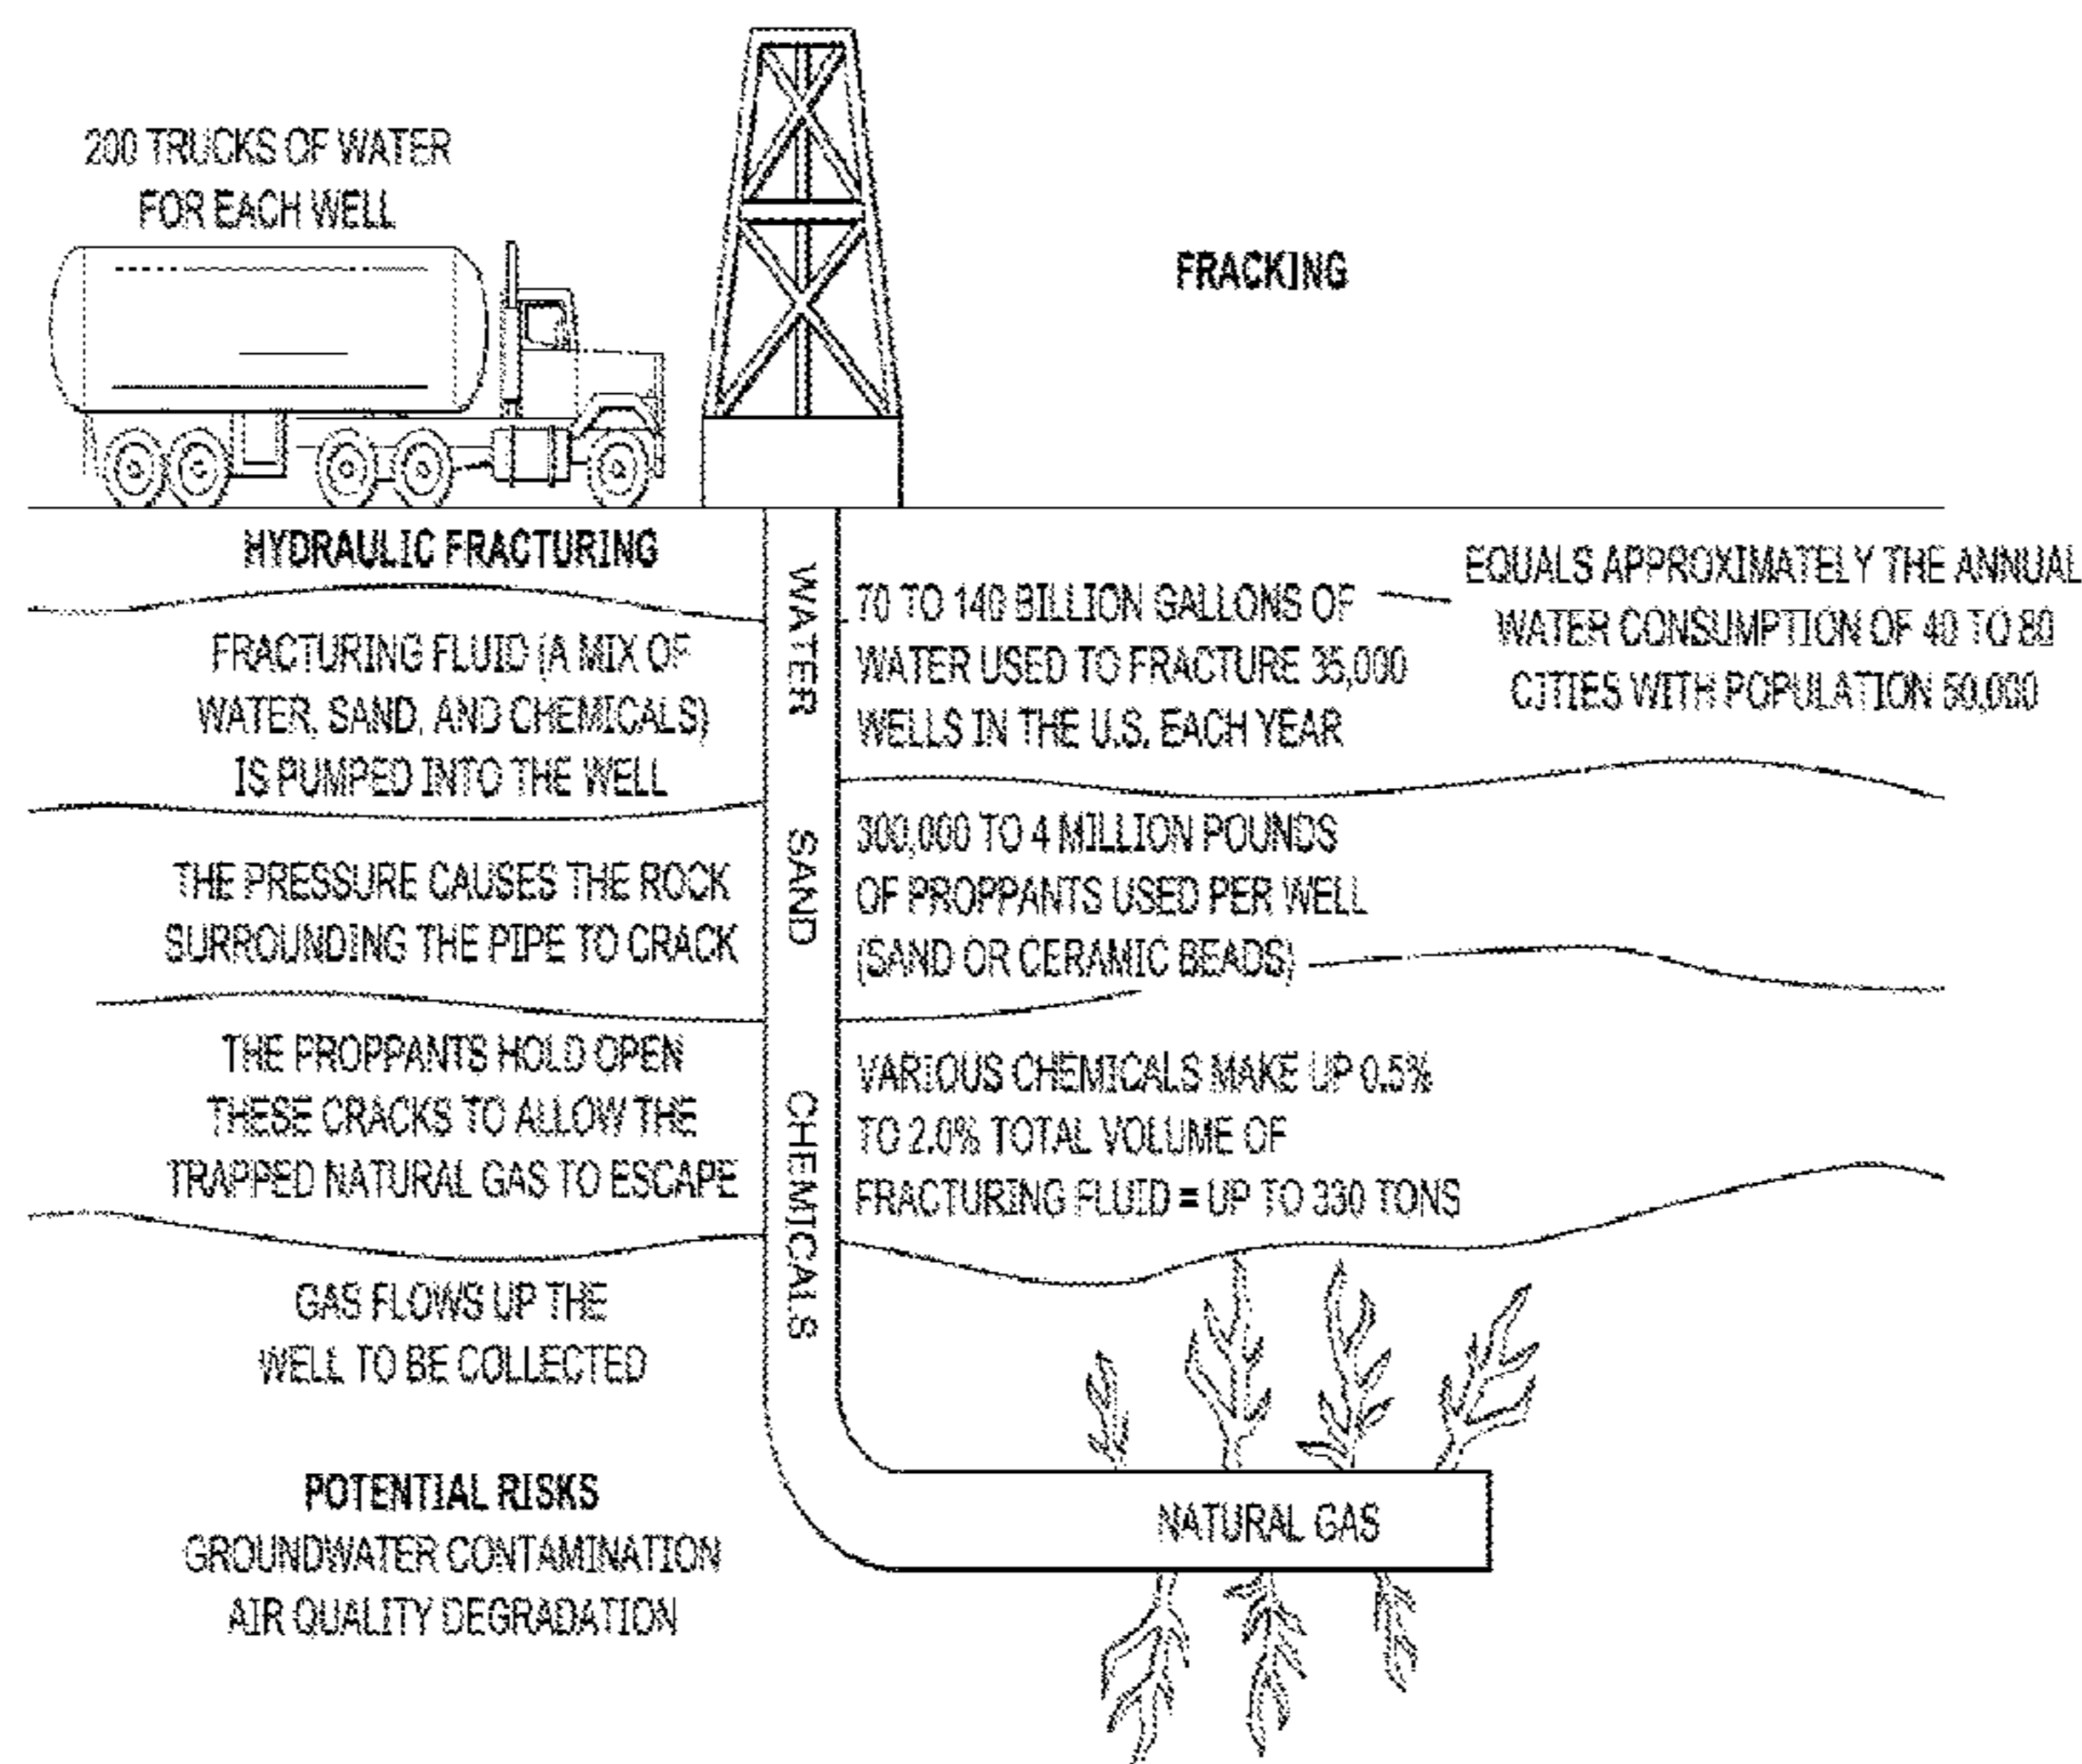 200 TRUCKS OF WATER
FOR EACH WELL
FRACKING
HYDRAULIC FRACTURING
FRACTURING FLUID (A MIX OF
WATER, SAND, AND CHEMICALS)
IS PUMPED INTO THE WELL
THE PRESSURE CAUSES THE ROCK
SURROUNDING THE PIPE TO CRACK
THE PROPPANTS HOLD OPEN
THESE CRACKS TO ALLOW THE
TRAPPED NATURAL GAS TO ESCAPE
GAS FLOWS UP THE
WELL TO BE COLLECTED
POTENTIAL RISKS
GROUNDWATER CONTAMINATION
AIR QUALITY DEGRADATION
WATER
SAND
CHEMICALS
70 TO 140 BILLION GALLONS OF
WATER USED TO FRACTURE 35,000
WELLS IN THE U.S. EACH YEAR
EQUALS APPROXIMATELY THE ANNUAL
WATER CONSUMPTION OF 40 TO 80
CITIES WITH POPULATION 50,000
300,000 TO 4 MILLION POUNDS
OF PROPPANTS USED PER WELL
(SAND OR CERAMIC BEADS)
VARIOUS CHEMICALS MAKE UP 0.5%
TO 2.0% TOTAL VOLUME OF
FRACTURING FLUID = UP TO 330 TONS
NATURAL GAS